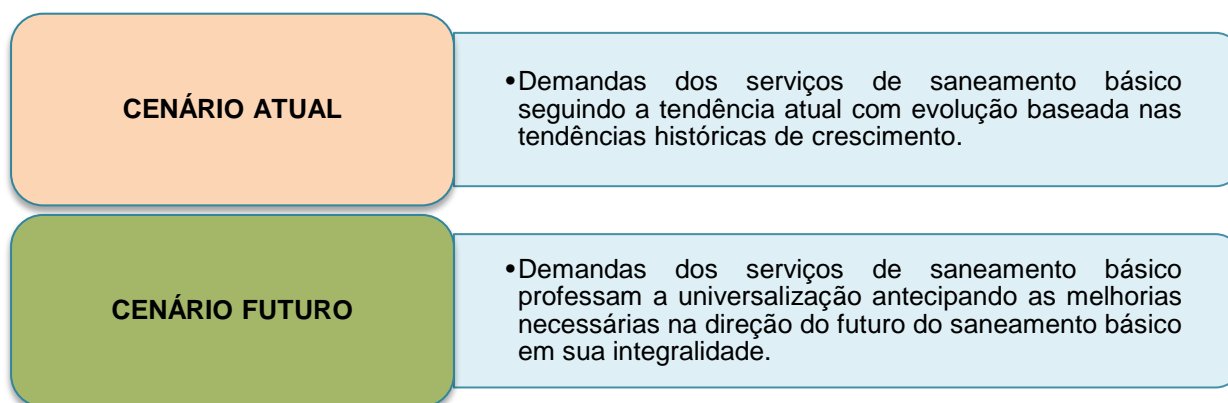 CENÁRIO ATUAL
•Demandas dos serviços de saneamento básico
seguindo a tendência atual com evolução baseada nas
tendências históricas de crescimento.
CENÁRIO FUTURO
•Demandas dos serviços de saneamento básico
professam a universalização antecipando as melhorias
necessárias na direção do futuro do saneamento básico
em sua integralidade.